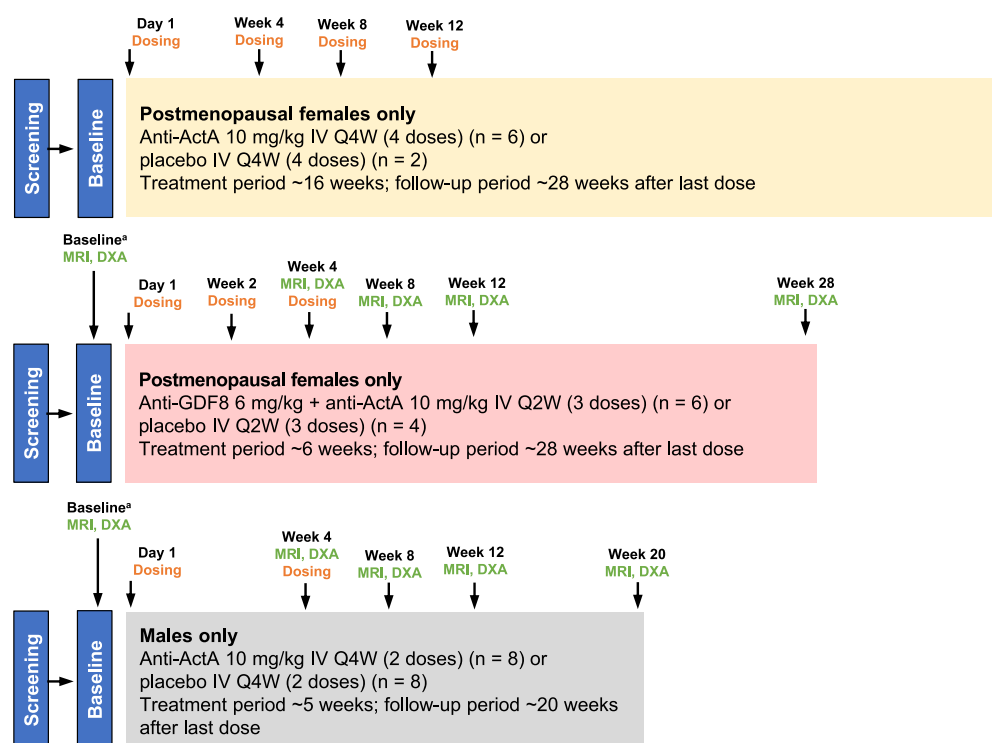 Day 1
Dosing
Week 4
Dosing
Week 8
Dosing
Week 12
Dosing
Screening
Baseline
Postmenopausal females only
Anti-ActA 10 mg/kg IV Q4W (4 doses) (n = 6) or
placebo IV Q4W (4 doses) (n = 2)
Treatment period ~16 weeks; follow-up period ~28 weeks after last dose
Baselineᵃ
MRI, DXA
Day 1
Dosing
Week 2
Dosing
Week 4
MRI, DXA
Dosing
Week 8
MRI, DXA
Week 12
MRI, DXA
Week 28
MRI, DXA
Screening
Baseline
Postmenopausal females only
Anti-GDF8 6 mg/kg + anti-ActA 10 mg/kg IV Q2W (3 doses) (n = 6) or
placebo IV Q2W (3 doses) (n = 4)
Treatment period ~6 weeks; follow-up period ~28 weeks after last dose
Baselineᵃ
MRI, DXA
Day 1
Dosing
Week 4
MRI, DXA
Dosing
Week 8
MRI, DXA
Week 12
MRI, DXA
Week 20
MRI, DXA
Screening
Baseline
Males only
Anti-ActA 10 mg/kg IV Q4W (2 doses) (n = 8) or
placebo IV Q4W (2 doses) (n = 8)
Treatment period ~5 weeks; follow-up period ~20 weeks
after last dose